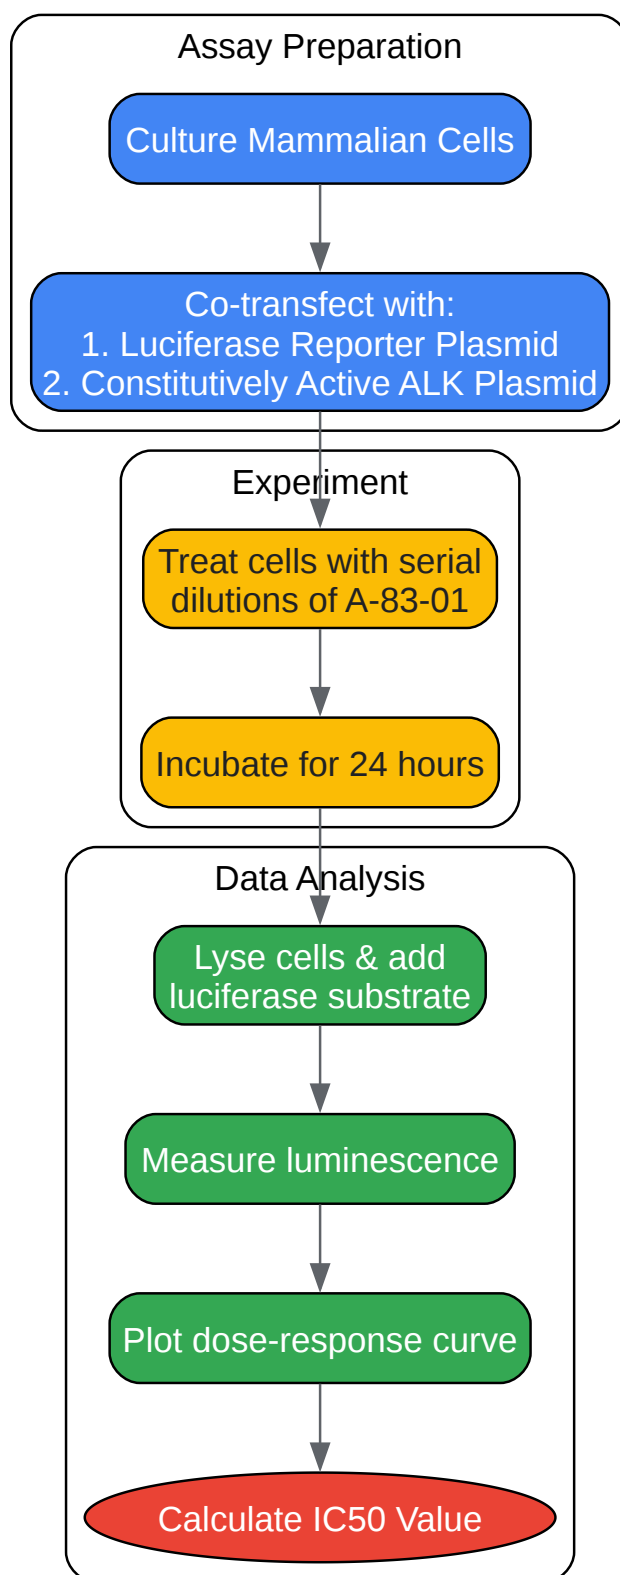 Assay Preparation
Culture Mammalian Cells
Co-transfect with:
1. Luciferase Reporter Plasmid
2. Constitutively Active ALK Plasmid
Experiment
Treat cells with serial
dilutions of A-83-01
Incubate for 24 hours
Data Analysis
Lyse cells & add
luciferase substrate
Measure luminescence
Plot dose-response curve
Calculate IC50 Value